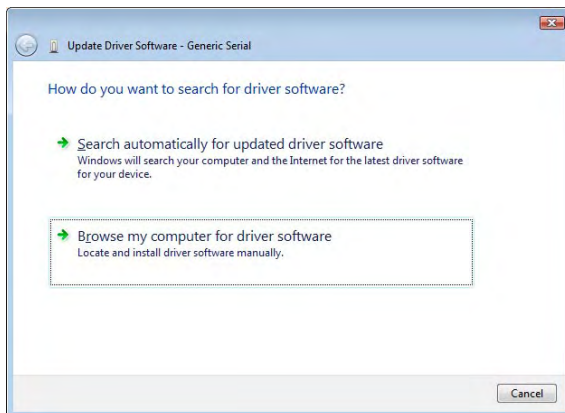 Update Driver Software - Generic Serial
How do you want to search for driver software?
Search automatically for updated driver software
Windows will search your computer and the Internet for the latest driver software
for your device.
Browse my computer for driver software
Locate and install driver software manually.
Cancel